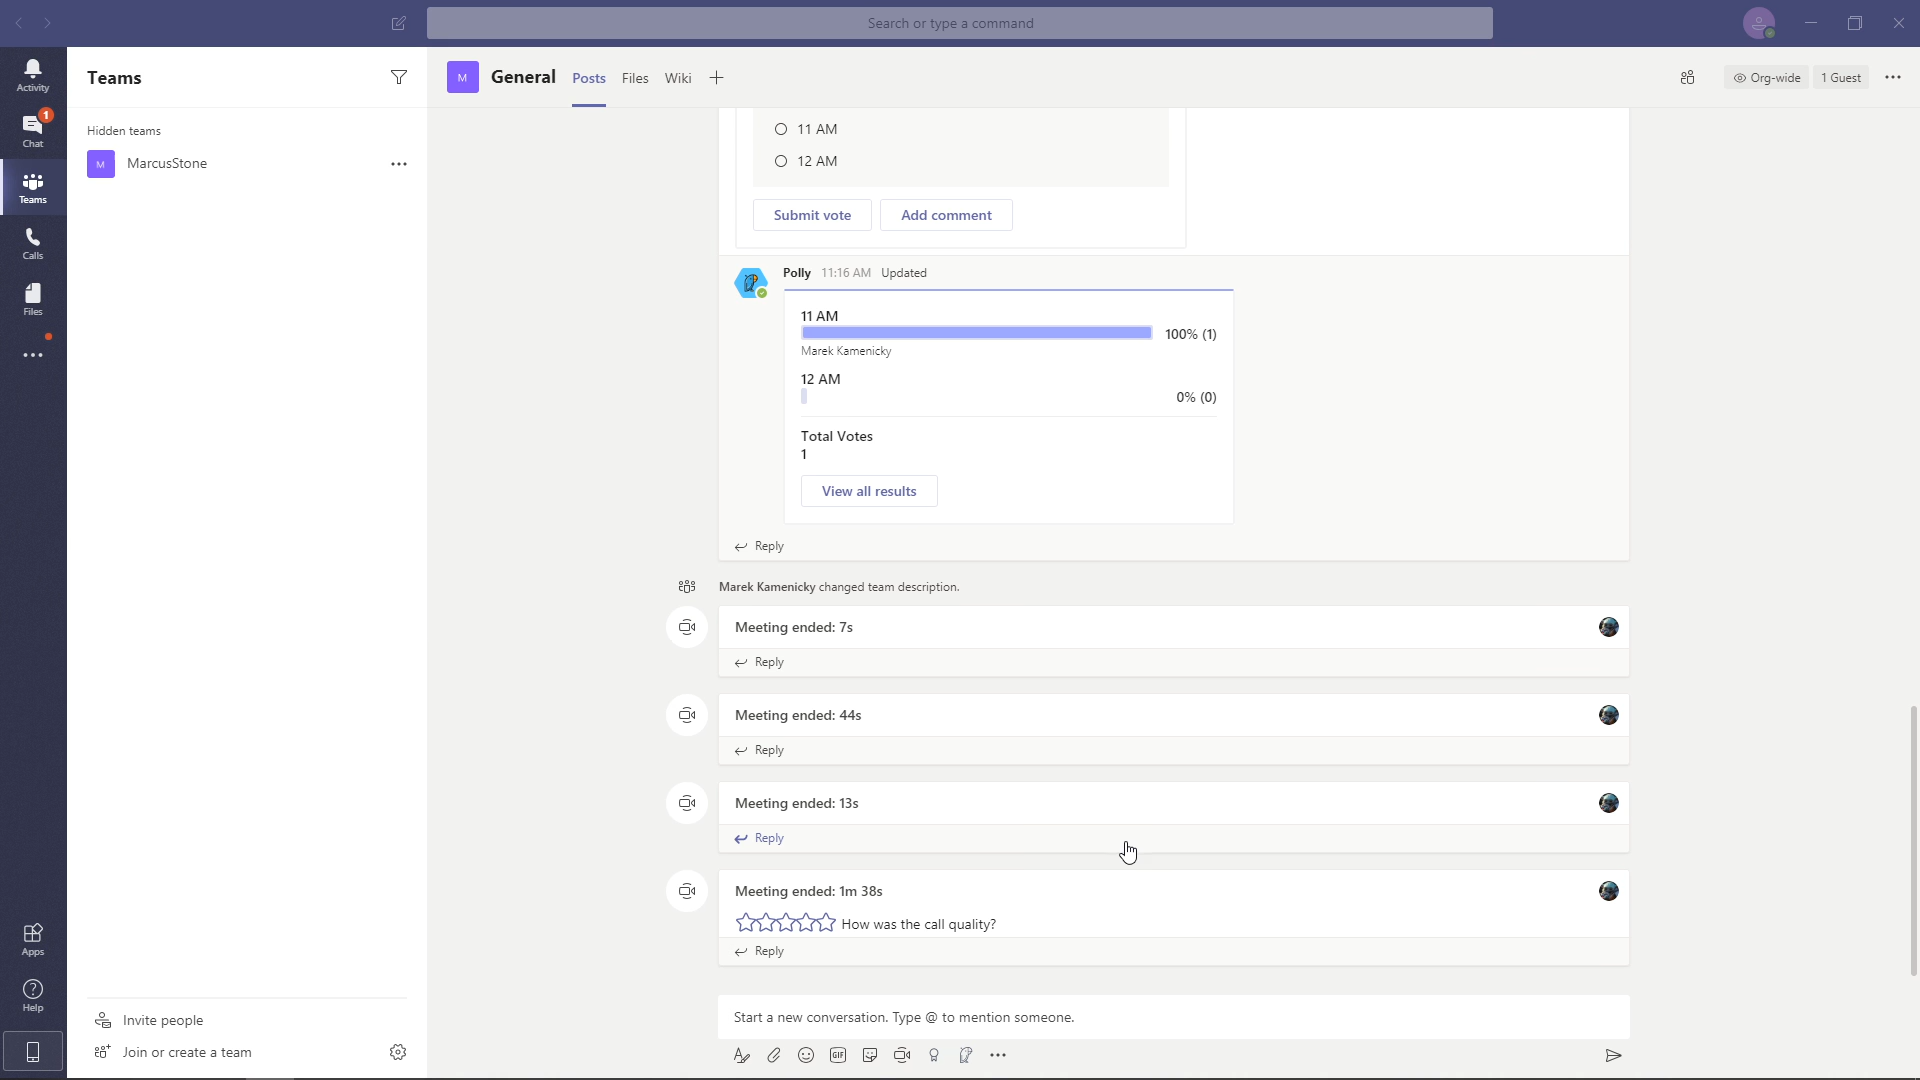 Search or type a command
Activity
1
Chat
Teams
Calls
Files
Apps
Help
Teams
Hidden teams
M MarcusStone
Invite people
Join or create a team
M General Posts Files Wiki
Org-wide 1 Guest
11 AM
12 AM
Submit vote Add comment
Polly 11:16 AM Updated
11 AM
100% (1)
Marek Kamenicky
12 AM
0% (0)
Total Votes
1
View all results
Reply
Marek Kamenicky changed team description.
Meeting ended: 7s
Reply
Meeting ended: 44s
Reply
Meeting ended: 13s
Reply
Meeting ended: 1m 38s
How was the call quality?
Reply
Start a new conversation. Type @ to mention someone.
GIF